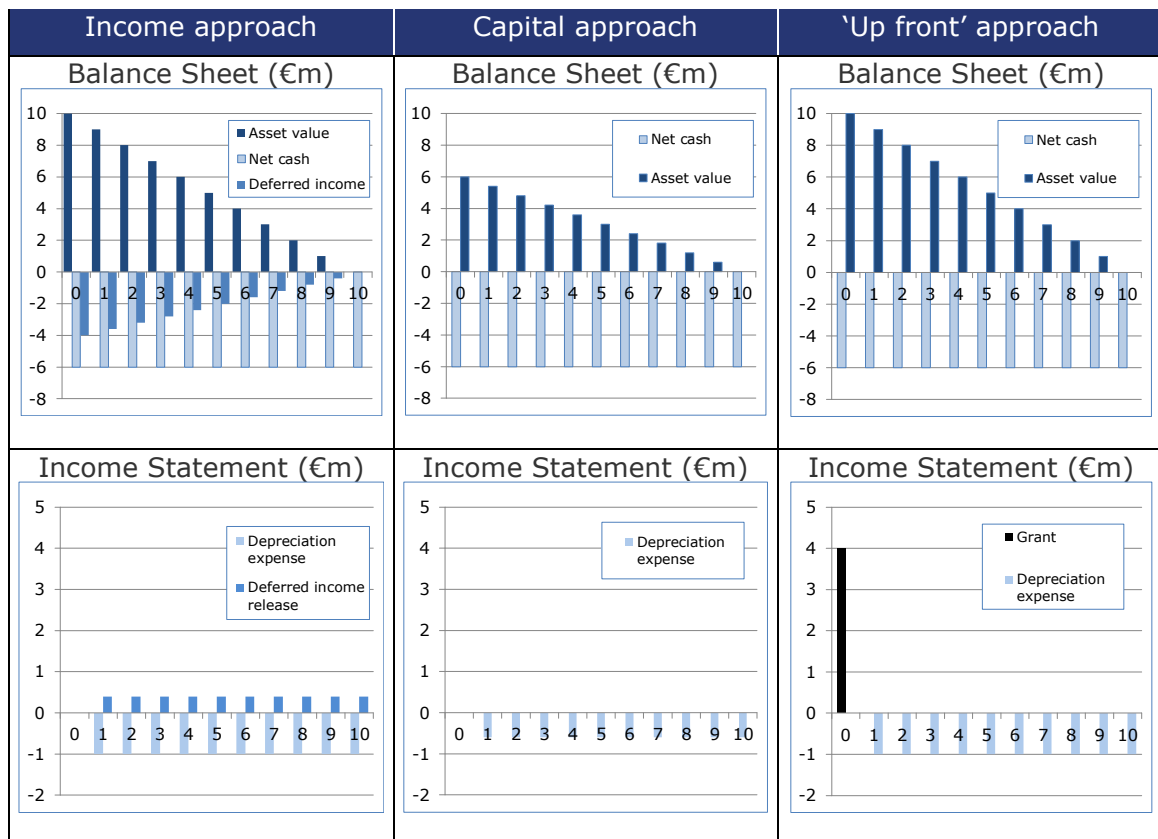 Income approach
Capital approach
‘Up front’ approach
Balance Sheet (€m)
Balance Sheet (€m)
Balance Sheet (€m)
10
8
6
4
2
0
-2
-4
-6
-8
Asset value
Net cash
Deferred income
0 1 2 3 4 5 6 7 8 9 10
10
8
6
4
2
0
-2
-4
-6
-8
Net cash
Asset value
0 1 2 3 4 5 6 7 8 9 10
10
8
6
4
2
0
-2
-4
-6
-8
Net cash
Asset value
0 1 2 3 4 5 6 7 8 9 10
Income Statement (€m)
Income Statement (€m)
Income Statement (€m)
5
4
3
2
1
0
-1
-2
Depreciation
expense
Deferred income
release
0 1 2 3 4 5 6 7 8 9 10
5
4
3
2
1
0
-1
-2
Depreciation
expense
0 1 2 3 4 5 6 7 8 9 10
5
4
3
2
1
0
-1
-2
Grant
Depreciation
expense
0 1 2 3 4 5 6 7 8 9 10